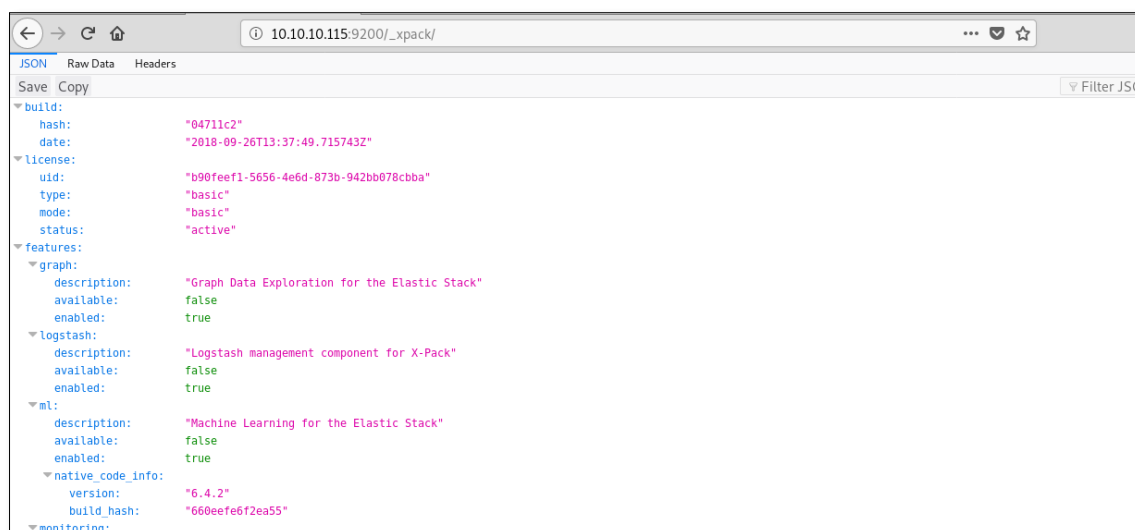 10.10.10.115:9200/_xpack/
JSON Raw Data Headers
Save Copy Filter JS
build:
hash: "04711c2"
date: "2018-09-26T13:37:49.715743Z"
license:
uid: "b90feef1-5656-4e6d-873b-942bb078cbba"
type: "basic"
mode: "basic"
status: "active"
features:
graph:
description: "Graph Data Exploration for the Elastic Stack"
available: false
enabled: true
logstash:
description: "Logstash management component for X-Pack"
available: false
enabled: true
ml:
description: "Machine Learning for the Elastic Stack"
available: false
enabled: true
native_code_info:
version: "6.4.2"
build_hash: "660eefe6f2ea55"
monitoring: